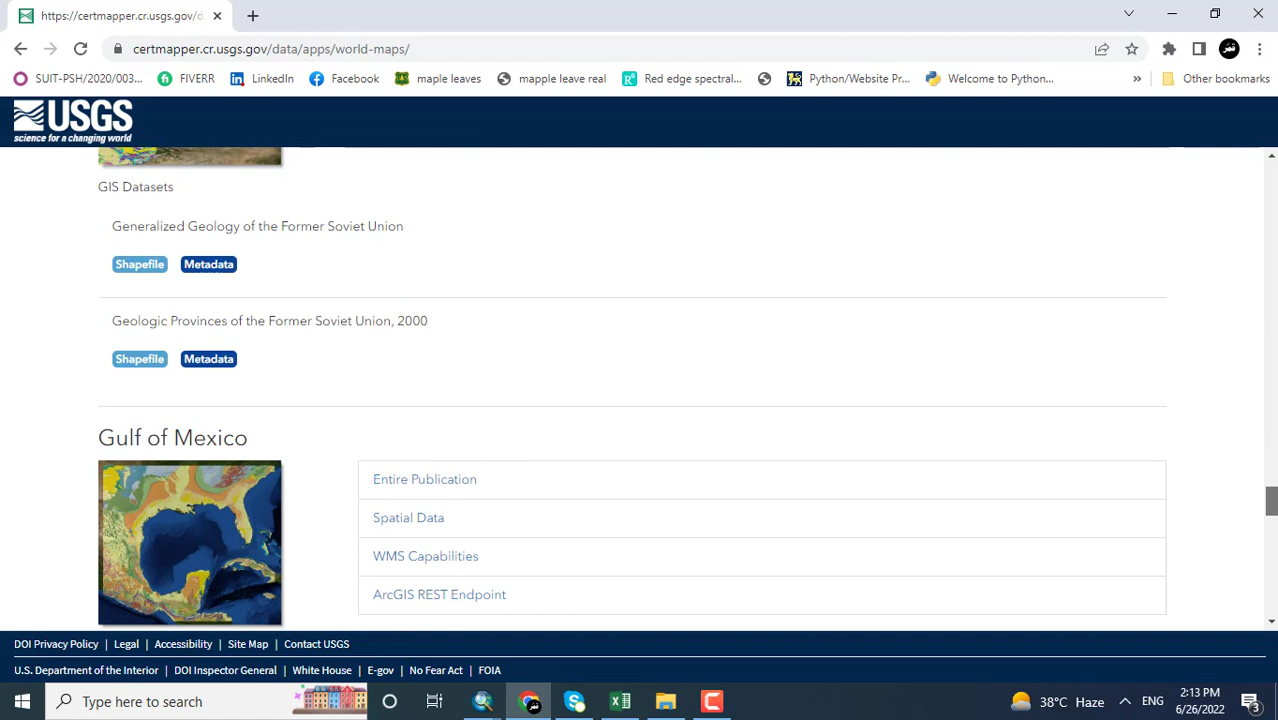 https://certmapper.cr.usgs.gov/d
certmapper.cr.usgs.gov/data/apps/world-maps/
SUIT-PSH/2020/003... FIVERR LinkedIn Facebook maple leaves mapple leave real Red edge spectral... Python/Website Pr... Welcome to Python... » Other bookmarks
USGS
science for a changing world
GIS Datasets
Generalized Geology of the Former Soviet Union
Shapefile Metadata
Geologic Provinces of the Former Soviet Union, 2000
Shapefile Metadata
Gulf of Mexico
Entire Publication
Spatial Data
WMS Capabilities
ArcGIS REST Endpoint
DOI Privacy Policy | Legal | Accessibility | Site Map | Contact USGS
U.S. Department of the Interior | DOI Inspector General | White House | E-gov | No Fear Act | FOIA
Type here to search
38°C Haze ENG
2:13 PM
6/26/2022
3